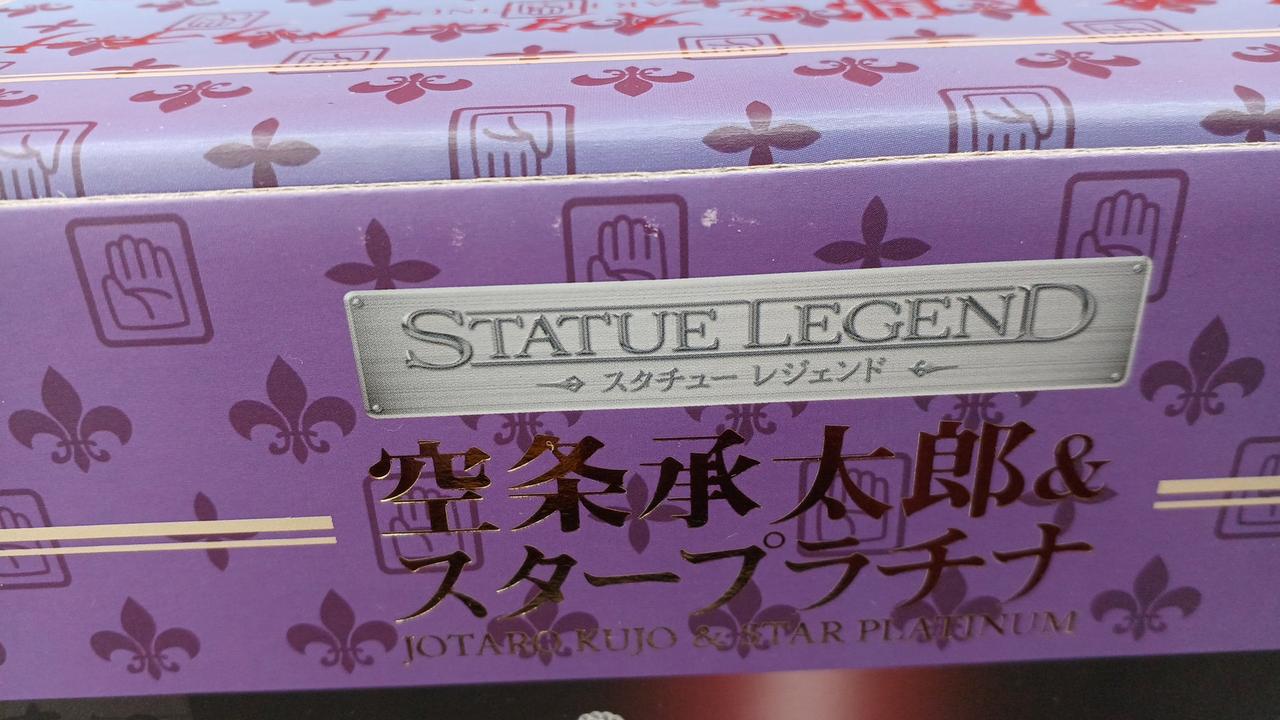 STATUE LEGEND
スタチュー レジェンド
空条承太郎&
スタープラチナ
JOTARO KUJO & STAR PLATINUM